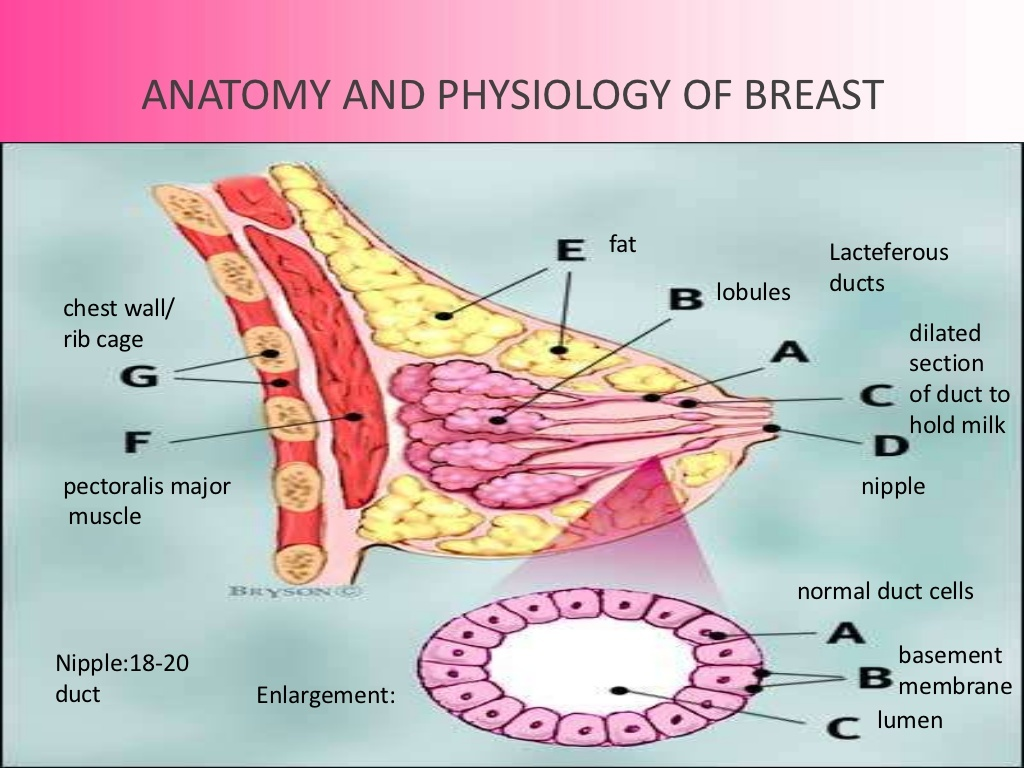 ANATOMY AND PHYSIOLOGY OF BREAST
E fat
B lobules
Lacteferous
ducts
A
chest wall/
rib cage
G
C
dilated
section
of duct to
hold milk
D
nipple
F
pectoralis major
muscle
BRYSON ©
normal duct cells
A
basement
membrane
B
C lumen
Nipple:18-20
duct
Enlargement: